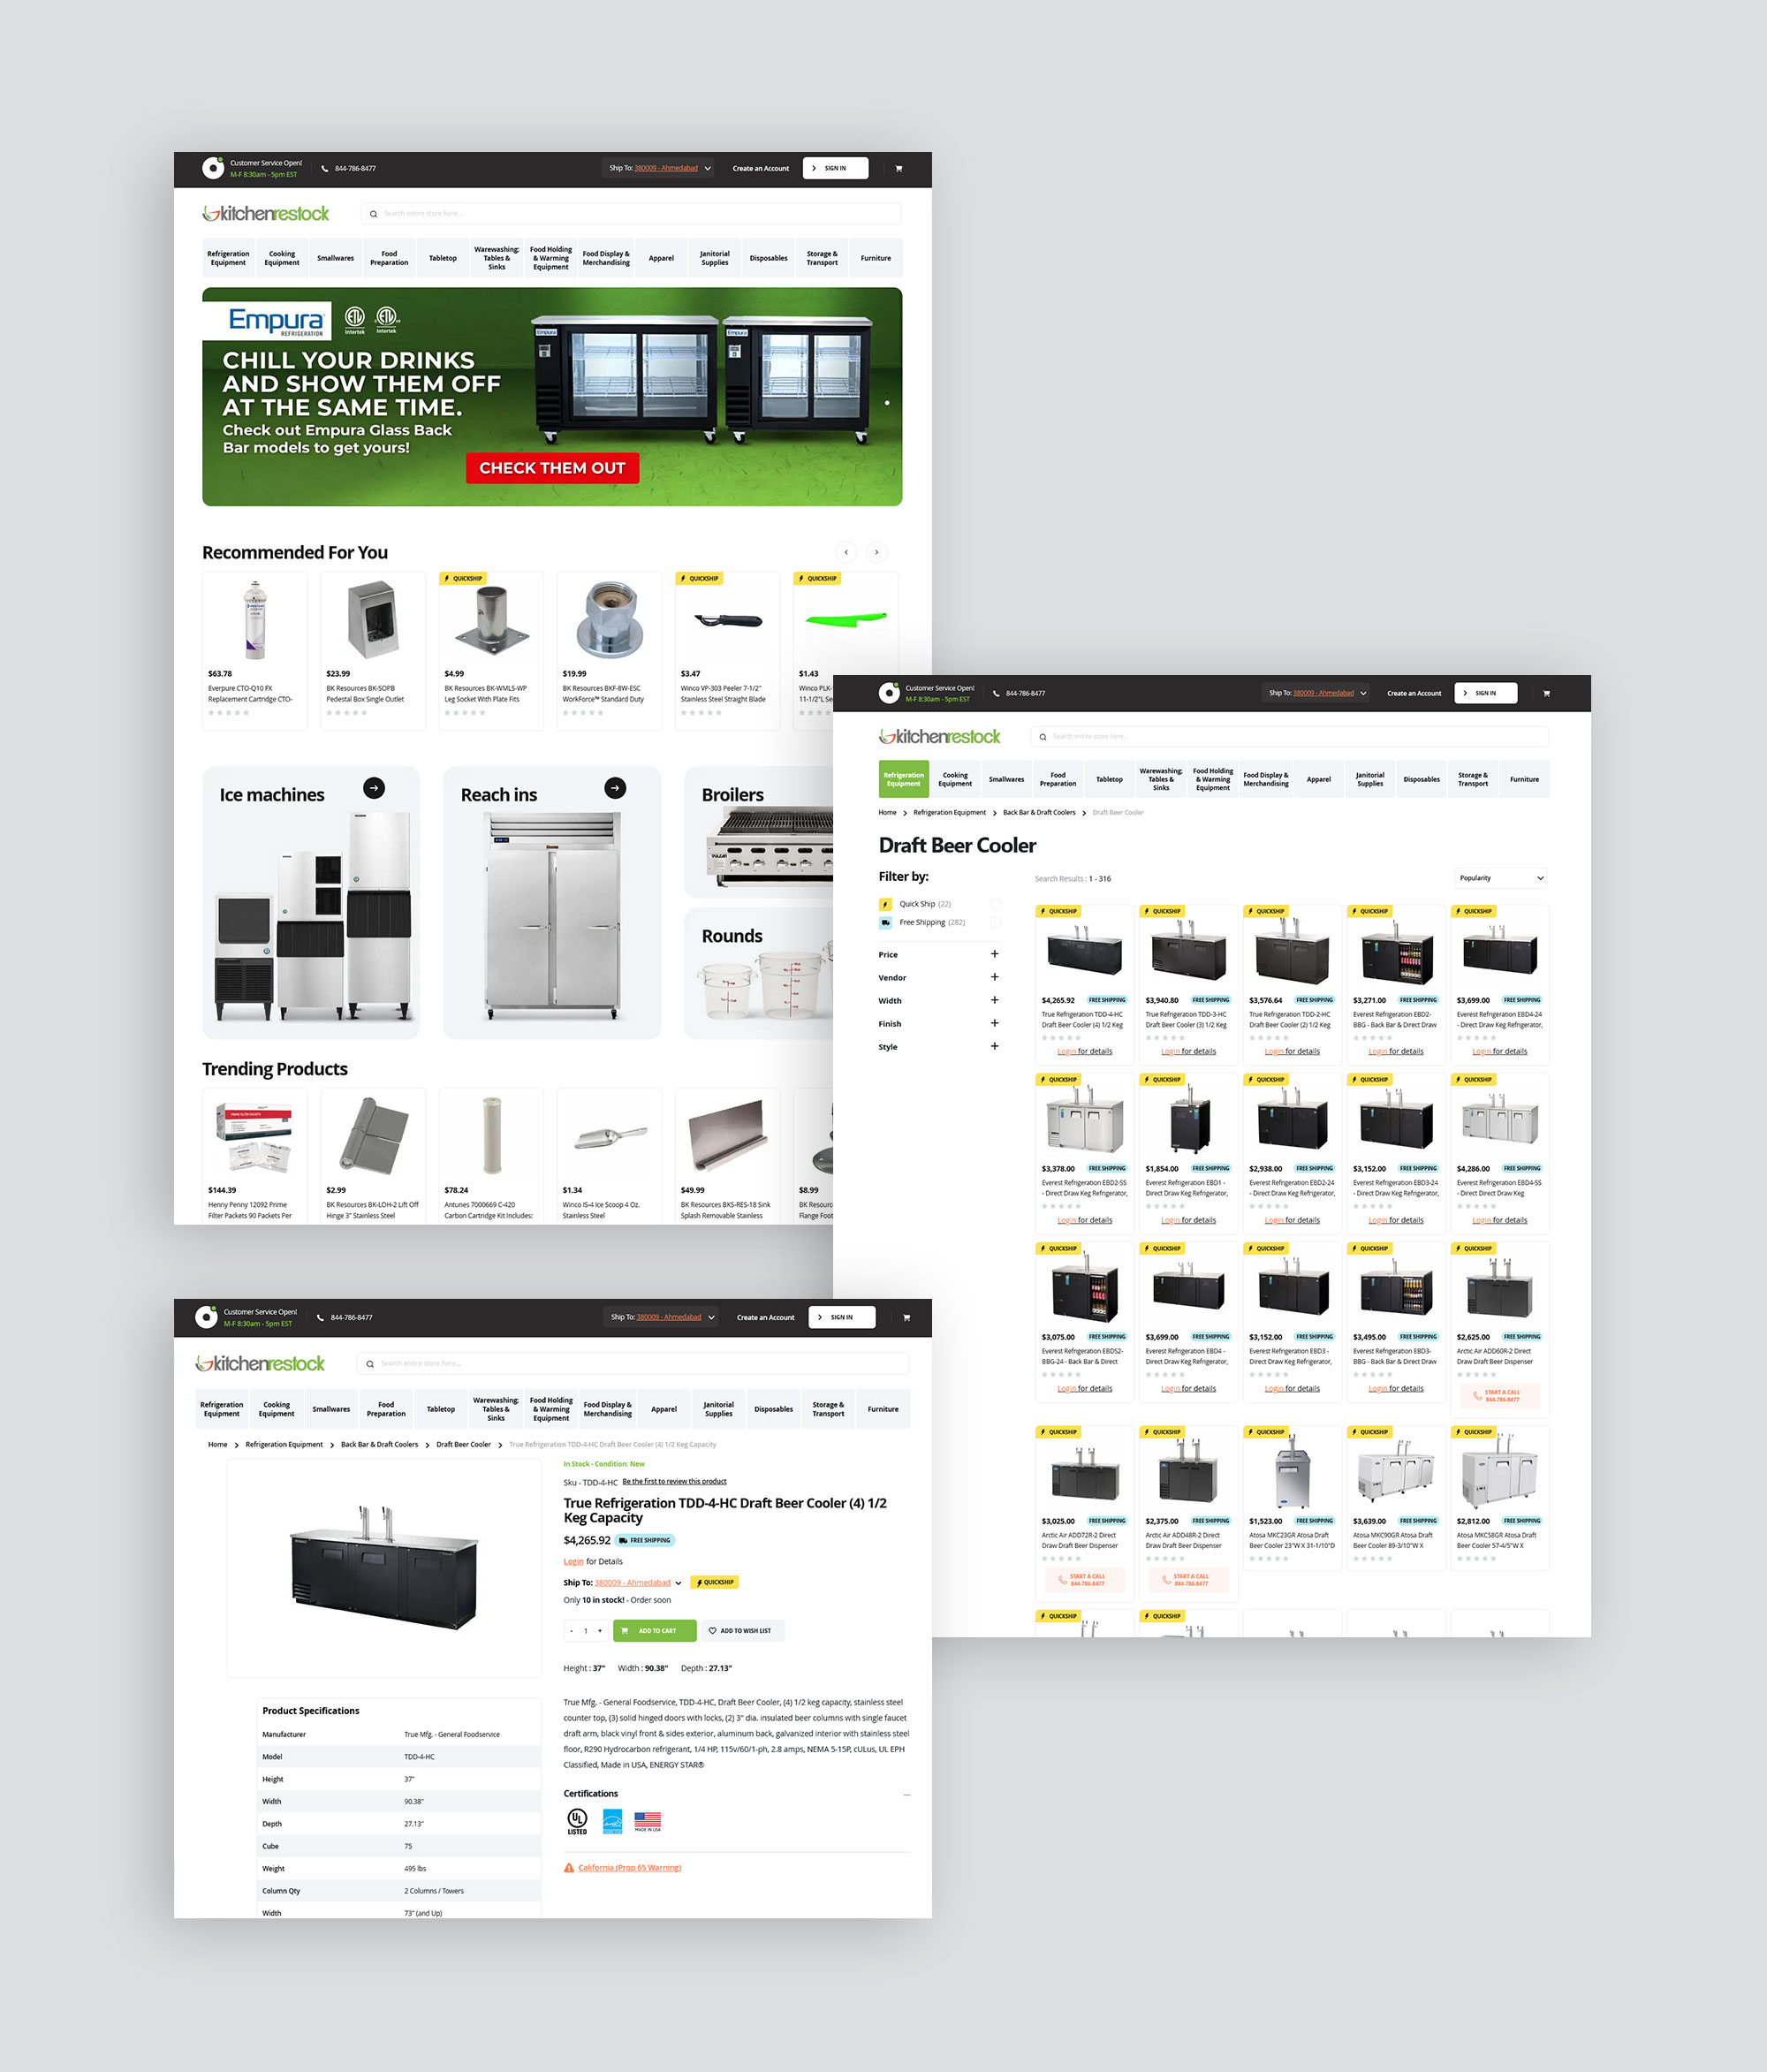 Customer Service Open!
M-F 8:30am - 5pm EST
844-786-8477
Ship To: 380009 - Ahmedabad
Create an Account
SIGN IN
kitchenrestock
Search entire store here...
Refrigeration Equipment
Cooking Equipment
Smallwares
Food Preparation
Tabletop
Warewashing; Tables & Sinks
Food Holding & Warming Equipment
Food Display & Merchandising
Apparel
Janitorial Supplies
Disposables
Storage & Transport
Furniture
Empura
REFRIGERATION
Intertek
Intertek
CHILL YOUR DRINKS
AND SHOW THEM OFF
AT THE SAME TIME.
Check out Empura Glass Back
Bar models to get yours!
CHECK THEM OUT
Empura
Empura
Recommended For You
QUICKSHIP
QUICKSHIP
QUICKSHIP
$63.78
Everpure CTO-Q10 FX
Replacement Cartridge CTO-
$23.99
BK Resources BK-SOPB
Pedestal Box Single Outlet
$4.99
BK Resources BK-WMLS-WP
Leg Socket With Plate Fits
$19.99
BK Resources BKF-8W-ESC
WorkForce™ Standard Duty
$3.47
Winco VP-303 Peeler 7-1/2"
Stainless Steel Straight Blade
$1.43
Winco PLK-
11-1/2"L Se
Ice machines
Reach ins
Broilers
Rounds
Trending Products
$144.39
Henny Penny 12092 Prime
Filter Packets 90 Packets Per
$2.99
BK Resources BK-LOH-2 Lift Off
Hinge 3" Stainless Steel
$78.24
Antunes 7000669 C-420
Carbon Cartridge Kit Includes:
$1.34
Winco IS-4 Ice Scoop 4 Oz.
Stainless Steel
$49.99
BK Resources BKS-RES-18 Sink
Splash Removable Stainless
$8.99
BK Resourc
Flange Foot
Customer Service Open!
M-F 8:30am - 5pm EST
844-786-8477
Ship To: 380009 - Ahmedabad
Create an Account
SIGN IN
kitchenrestock
Search entire store here...
Refrigeration Equipment
Cooking Equipment
Smallwares
Food Preparation
Tabletop
Warewashing; Tables & Sinks
Food Holding & Warming Equipment
Food Display & Merchandising
Apparel
Janitorial Supplies
Disposables
Storage & Transport
Furniture
Home > Refrigeration Equipment > Back Bar & Draft Coolers > Draft Beer Cooler
Draft Beer Cooler
Filter by:
Quick Ship (22)
Free Shipping (282)
Price +
Vendor +
Width +
Finish +
Style +
Search Results : 1 - 316
Popularity
QUICKSHIP
$4,265.92 FREE SHIPPING
True Refrigeration TDD-4-HC
Draft Beer Cooler (4) 1/2 Keg
Login for details
QUICKSHIP
$3,940.80 FREE SHIPPING
True Refrigeration TDD-3-HC
Draft Beer Cooler (3) 1/2 Keg
Login for details
QUICKSHIP
$3,576.64 FREE SHIPPING
True Refrigeration TDD-2-HC
Draft Beer Cooler (2) 1/2 Keg
Login for details
QUICKSHIP
$3,271.00 FREE SHIPPING
Everest Refrigeration EBD2-
BBG - Back Bar & Direct Draw
Login for details
QUICKSHIP
$3,699.00 FREE SHIPPING
Everest Refrigeration EBD4-24
- Direct Draw Keg Refrigerator,
Login for details
QUICKSHIP
$3,378.00 FREE SHIPPING
Everest Refrigeration EBD2-SS
- Direct Draw Keg Refrigerator,
Login for details
QUICKSHIP
$1,854.00 FREE SHIPPING
Everest Refrigeration EBD1 -
Direct Draw Keg Refrigerator,
Login for details
QUICKSHIP
$2,938.00 FREE SHIPPING
Everest Refrigeration EBD2-24
- Direct Draw Keg Refrigerator,
Login for details
QUICKSHIP
$3,152.00 FREE SHIPPING
Everest Refrigeration EBD3-24
- Direct Draw Keg Refrigerator,
Login for details
$4,286.00 FREE SHIPPING
Everest Refrigeration EBD4-SS
- Direct Draw Keg
Login for details
QUICKSHIP
$3,075.00 FREE SHIPPING
Everest Refrigeration EBDS2-
BBG-24 - Back Bar & Direct
Login for details
QUICKSHIP
$3,699.00 FREE SHIPPING
Everest Refrigeration EBD4 -
Direct Draw Keg Refrigerator,
Login for details
QUICKSHIP
$3,152.00 FREE SHIPPING
Everest Refrigeration EBD3 -
Direct Draw Keg Refrigerator,
Login for details
QUICKSHIP
$3,495.00 FREE SHIPPING
Everest Refrigeration EBD3-
BBG - Back Bar & Direct Draw
Login for details
QUICKSHIP
$2,625.00 FREE SHIPPING
Arctic Air ADD60R-2 Direct
Draw Draft Beer Dispenser
START A CALL
844-786-8477
QUICKSHIP
$3,025.00 FREE SHIPPING
Arctic Air ADD72R-2 Direct
Draw Draft Beer Dispenser
START A CALL
844-786-8477
QUICKSHIP
$2,375.00 FREE SHIPPING
Arctic Air ADD48R-2 Direct
Draw Draft Beer Dispenser
START A CALL
844-786-8477
QUICKSHIP
$1,523.00 FREE SHIPPING
Atosa MKC23GR Atosa Draft
Beer Cooler 23"W X 31-1/10"D
QUICKSHIP
$3,639.00 FREE SHIPPING
Atosa MKC90GR Atosa Draft
Beer Cooler 89-3/10"W X
QUICKSHIP
$2,812.00 FREE SHIPPING
Atosa MKC58GR Atosa Draft
Beer Cooler 57-4/5"W X
QUICKSHIP
QUICKSHIP
Customer Service Open!
M-F 8:30am - 5pm EST
844-786-8477
Ship To: 380009 - Ahmedabad
Create an Account
SIGN IN
kitchenrestock
Search entire store here...
Refrigeration Equipment
Cooking Equipment
Smallwares
Food Preparation
Tabletop
Warewashing; Tables & Sinks
Food Holding & Warming Equipment
Food Display & Merchandising
Apparel
Janitorial Supplies
Disposables
Storage & Transport
Furniture
Home > Refrigeration Equipment > Back Bar & Draft Coolers > Draft Beer Cooler > True Refrigeration TDD-4-HC Draft Beer Cooler (4) 1/2 Keg Capacity
In Stock - Condition: New
Sku - TDD-4-HC Be the first to review this product
True Refrigeration TDD-4-HC Draft Beer Cooler (4) 1/2
Keg Capacity
$4,265.92 FREE SHIPPING
Login for Details
Ship To: 380009 - Ahmedabad QUICKSHIP
Only 10 in stock! - Order soon
- 1 + ADD TO CART ADD TO WISH LIST
Height : 37" Width : 90.38" Depth : 27.13"
True Mfg. - General Foodservice, TDD-4-HC, Draft Beer Cooler, (4) 1/2 keg capacity, stainless steel
counter top, (3) solid hinged doors with locks, (2) 3" dia. insulated beer columns with single faucet
draft arm, black vinyl front & sides exterior, aluminum back, galvanized interior with stainless steel
floor, R290 Hydrocarbon refrigerant, 1/4 HP, 115v/60/1-ph, 2.8 amps, NEMA 5-15P, cULus, UL EPH
Classified, Made in USA, ENERGY STAR®
Certifications
UL
LISTED
MADE IN USA
California (Prop 65 Warning)
Product Specifications
Manufacturer True Mfg. - General Foodservice
Model TDD-4-HC
Height 37"
Width 90.38"
Depth 27.13"
Cube 75
Weight 495 lbs
Column Qty 2 Columns / Towers
Width 73" (and Up)